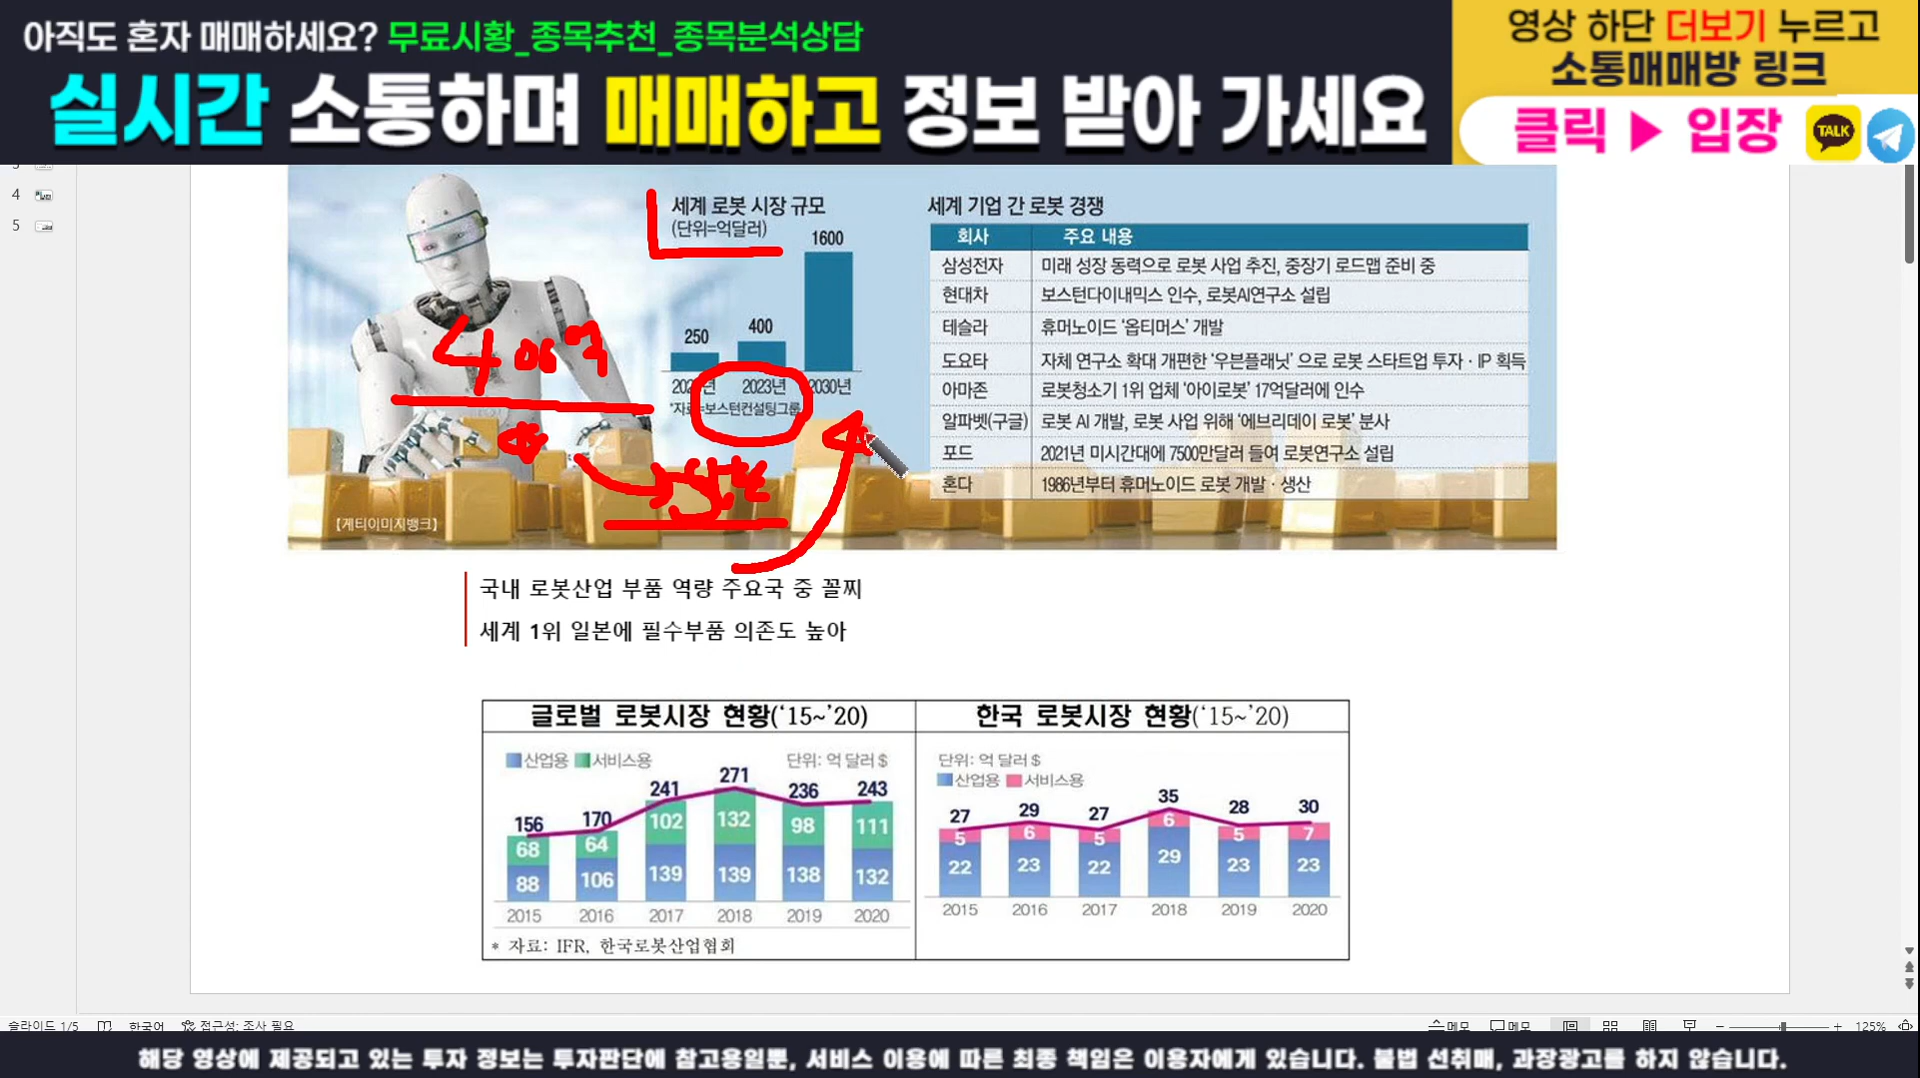 아직도 혼자 매매하세요? 무료시황_종목추천_종목분석상담
실시간 소통하며 매매하고 정보 받아 가세요
영상 하단 더보기 누르고
소통매매방 링크
클릭 ▶ 입장
TALK
4
5
세계 로봇 시장 규모
(단위=억달러)
1600
400
250
2023년
2030년
보스턴컨설팅그룹
【게티이미지뱅크】
세계 기업 간 로봇 경쟁
회사 주요 내용
삼성전자 미래 성장 동력으로 로봇 사업 추진, 중장기 로드맵 준비 중
현대차 보스턴다이내믹스 인수, 로봇AI연구소 설립
테슬라 휴머노이드 ‘옵티머스’ 개발
도요타 자체 연구소 확대 개편한 ‘우븐플래닛’ 으로 로봇 스타트업 투자·IP 획득
아마존 로봇청소기 1위 업체 ‘아이로봇’ 17억달러에 인수
알파벳(구글) 로봇 AI 개발, 로봇 사업 위해 ‘에브리데이 로봇’ 분사
포드 2021년 미시간대에 7500만달러 들여 로봇연구소 설립
혼다 1986년부터 휴머노이드 로봇 개발·생산
국내 로봇산업 부품 역량 주요국 중 꼴찌
세계 1위 일본에 필수부품 의존도 높아
글로벌 로봇시장 현황(‘15~’20)
산업용 서비스용 단위: 억 달러 $
156 170 241 271 236 243
68 64 102 132 98 111
88 106 139 139 138 132
2015 2016 2017 2018 2019 2020
* 자료: IFR, 한국로봇산업협회
한국 로봇시장 현황(‘15~’20)
단위: 억 달러 $
산업용 서비스용
27 29 27 35 28 30
5 6 5 6 5 7
22 23 22 29 23 23
2015 2016 2017 2018 2019 2020
슬라이드 1/5 한국어 접근성: 조사 필요 메모 메모 125%
해당 영상에 제공되고 있는 투자 정보는 투자판단에 참고용일뿐, 서비스 이용에 따른 최종 책임은 이용자에게 있습니다. 불법 선취매, 과장광고를 하지 않습니다.